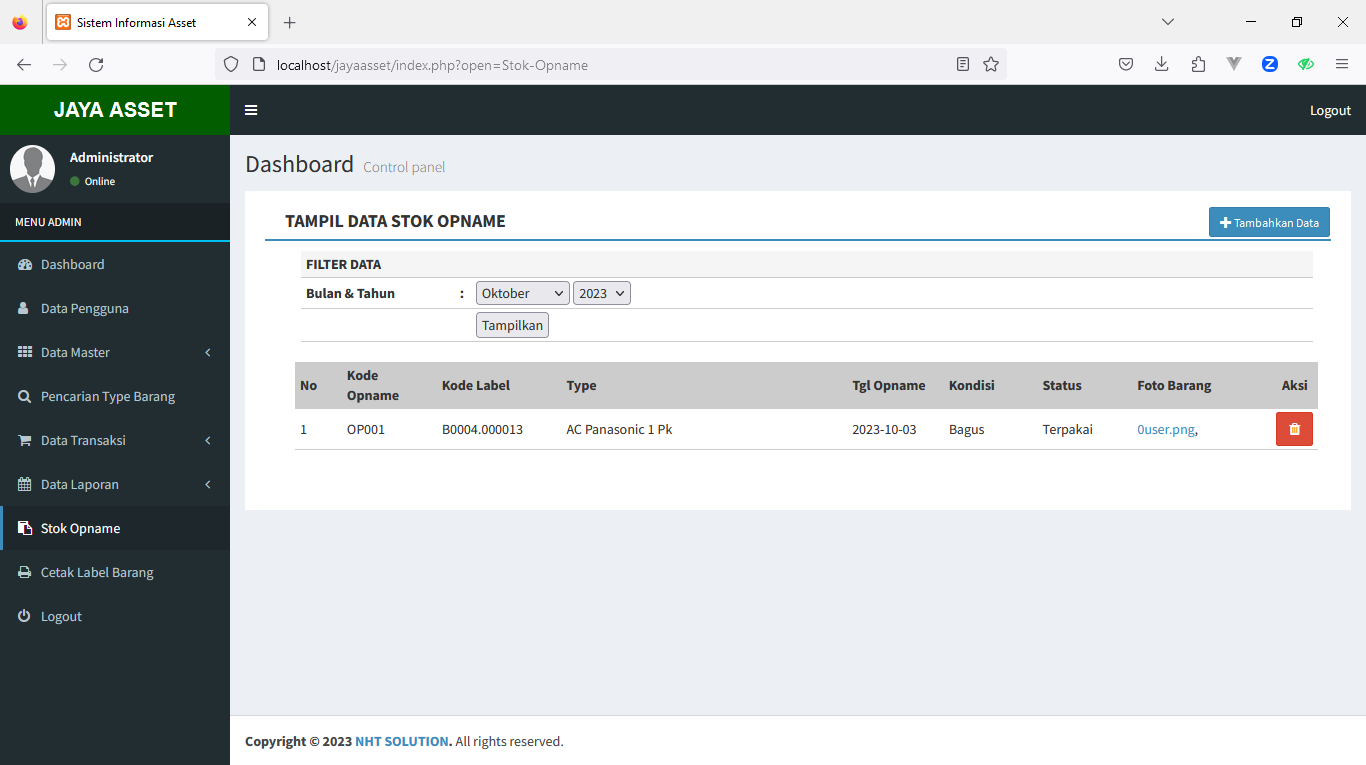 Sistem Informasi Asset
localhost/jayaasset/index.php?open=Stok-Opname
JAYA ASSET
Logout
Administrator
Online
MENU ADMIN
Dashboard
Data Pengguna
Data Master
Pencarian Type Barang
Data Transaksi
Data Laporan
Stok Opname
Cetak Label Barang
Logout
Dashboard Control panel
TAMPIL DATA STOK OPNAME
Tambahkan Data
FILTER DATA
Bulan & Tahun : Oktober 2023
Tampilkan
No Kode Opname Kode Label Type Tgl Opname Kondisi Status Foto Barang Aksi
1 OP001 B0004.000013 AC Panasonic 1 Pk 2023-10-03 Bagus Terpakai 0user.png,
Copyright © 2023 NHT SOLUTION. All rights reserved.